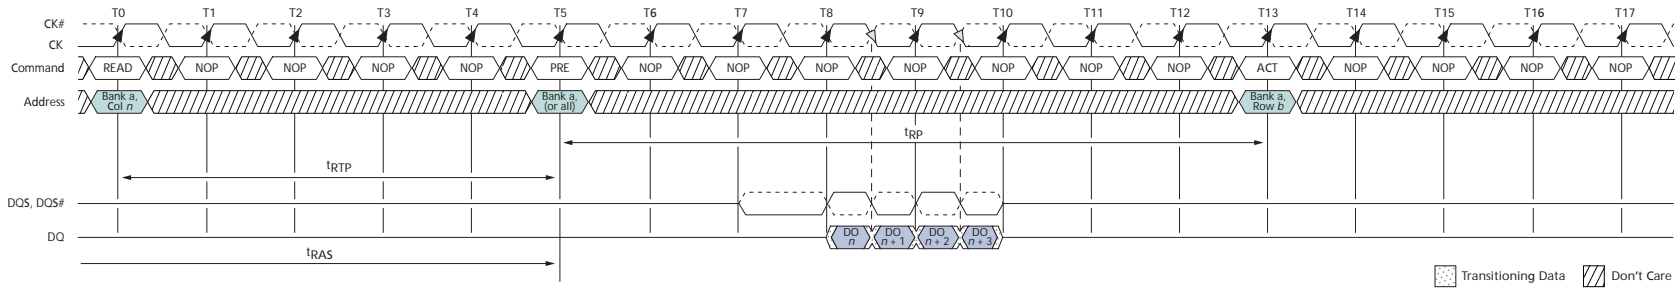 T0 T1 T2 T3 T4 T5 T6 T7 T8 T9 T10 T11 T12 T13 T14 T15 T16 T17
CK#
CK
Command READ NOP NOP NOP NOP PRE NOP NOP NOP NOP NOP NOP NOP ACT NOP NOP NOP NOP
Address Bank a, Col n Bank a, (or all) Bank a, Row b
tRP
tRTP
DQS, DQS#
DQ DO n DO n + 1 DO n + 2 DO n + 3
tRAS
Transitioning Data Don't Care